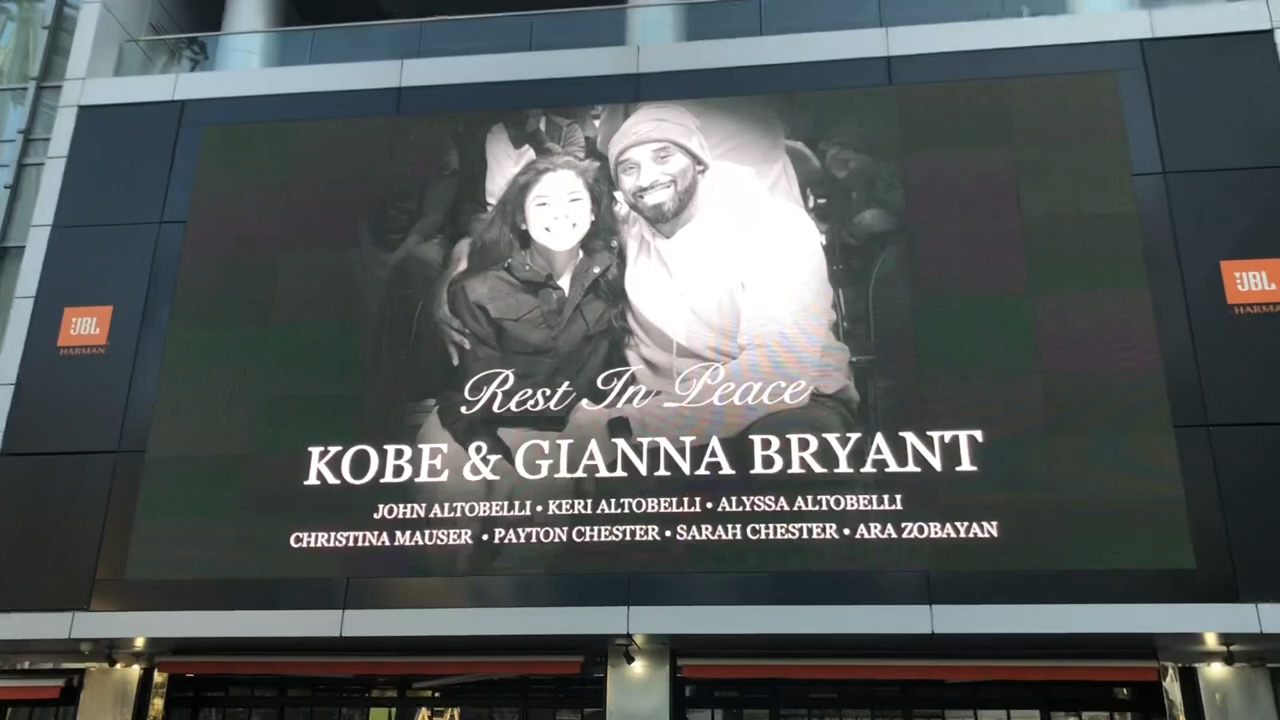 JBL
HARMAN
JBL
Rest In Peace
KOBE & GIANNA BRYANT
JOHN ALTOBELLI • KERI ALTOBELLI • ALYSSA ALTOBELLI
CHRISTINA MAUSER • PAYTON CHESTER • SARAH CHESTER • ARA ZOBAYAN